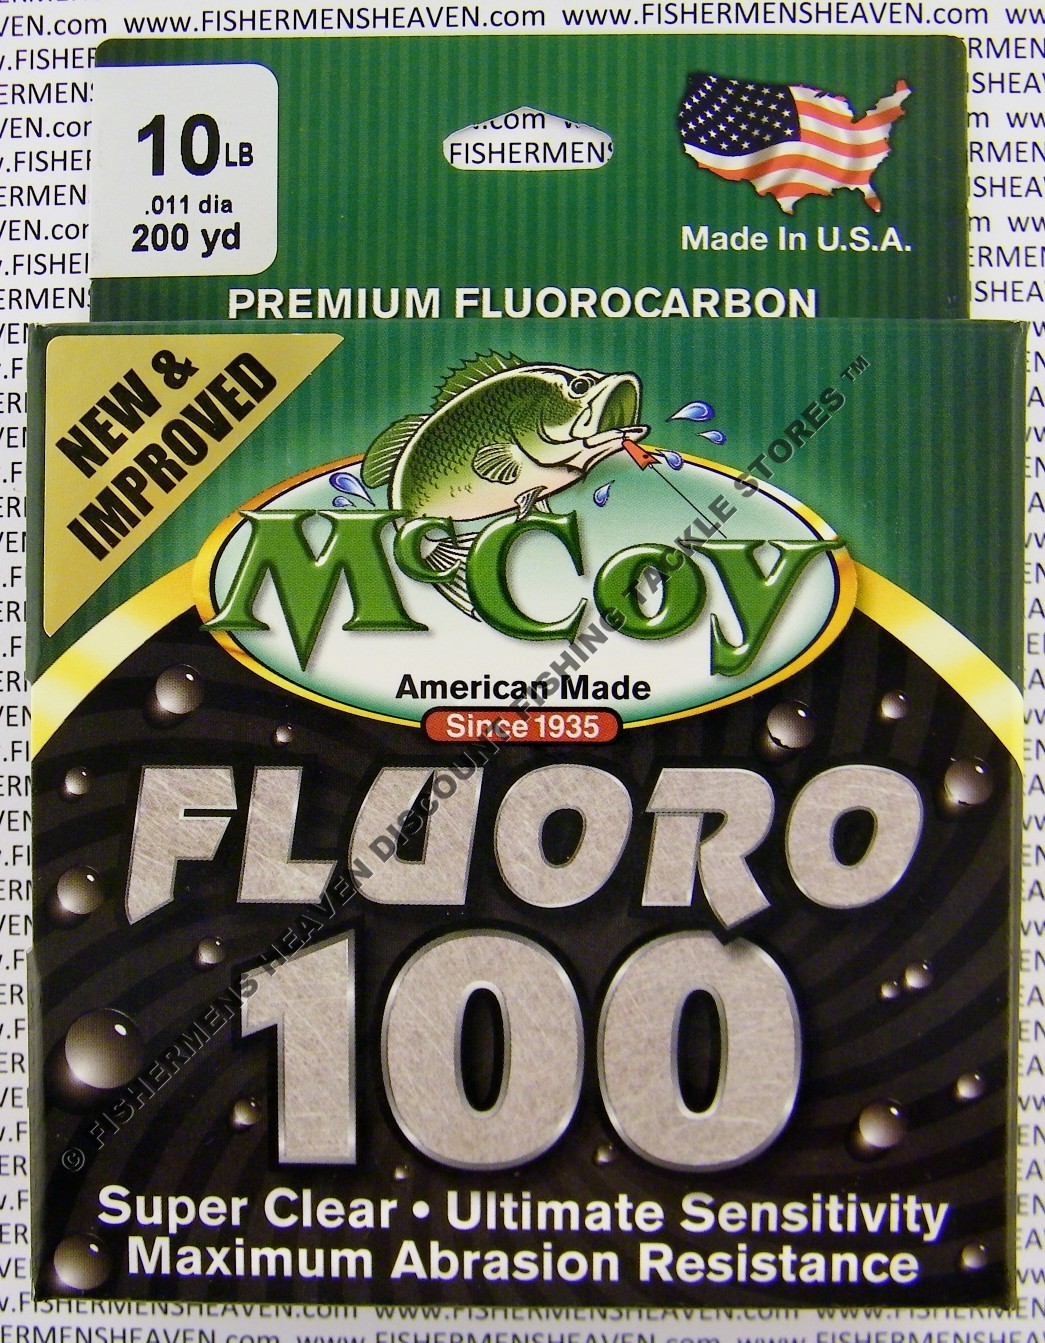 www.FISHERMENSHEAVEN.com www.FISHERMENSHEAVEN.com
10 LB
.011 dia
200 yd
.com
FISHERMENS
Made In U.S.A.
PREMIUM FLUOROCARBON
NEW &
IMPROVED
McCoy
American Made
Since 1935
FLUORO
100
Super Clear • Ultimate Sensitivity
Maximum Abrasion Resistance
© FISHERMENS HEAVEN DISCOUNT FISHING TACKLE STORES ™